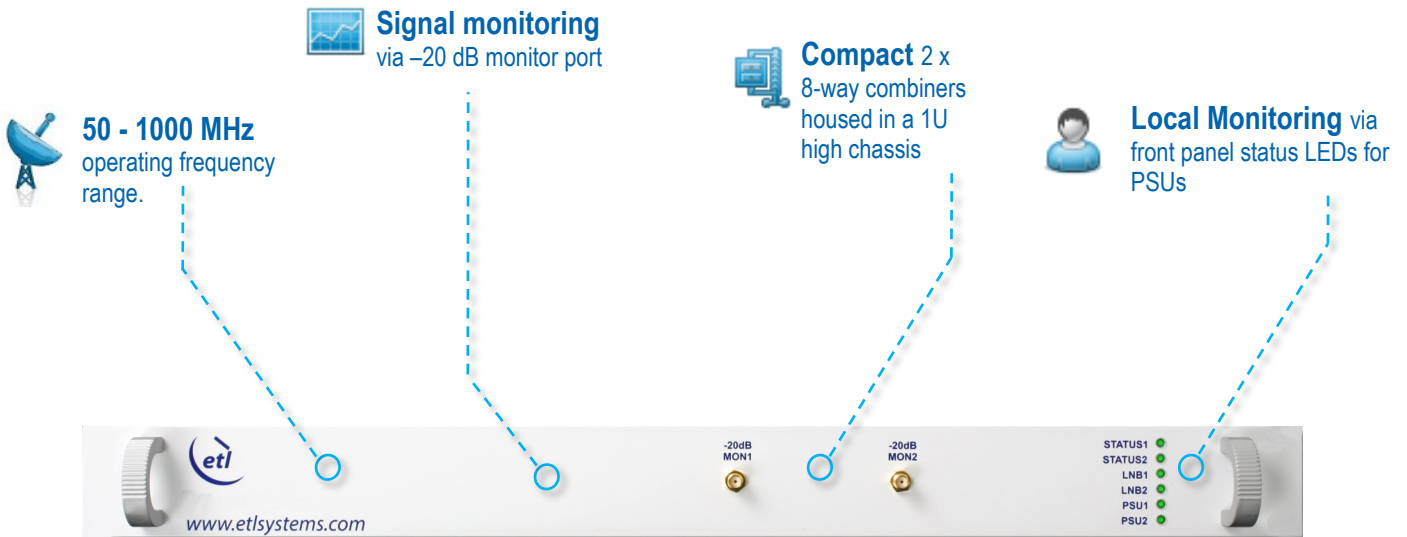 Signal monitoring
via –20 dB monitor port
Compact 2 x
8-way combiners
housed in a 1U
high chassis
50 - 1000 MHz
operating frequency
range.
Local Monitoring via
front panel status LEDs for
PSUs
etl
www.etlsystems.com
-20dB
MON1
-20dB
MON2
STATUS1
STATUS2
LNB1
LNB2
PSU1
PSU2